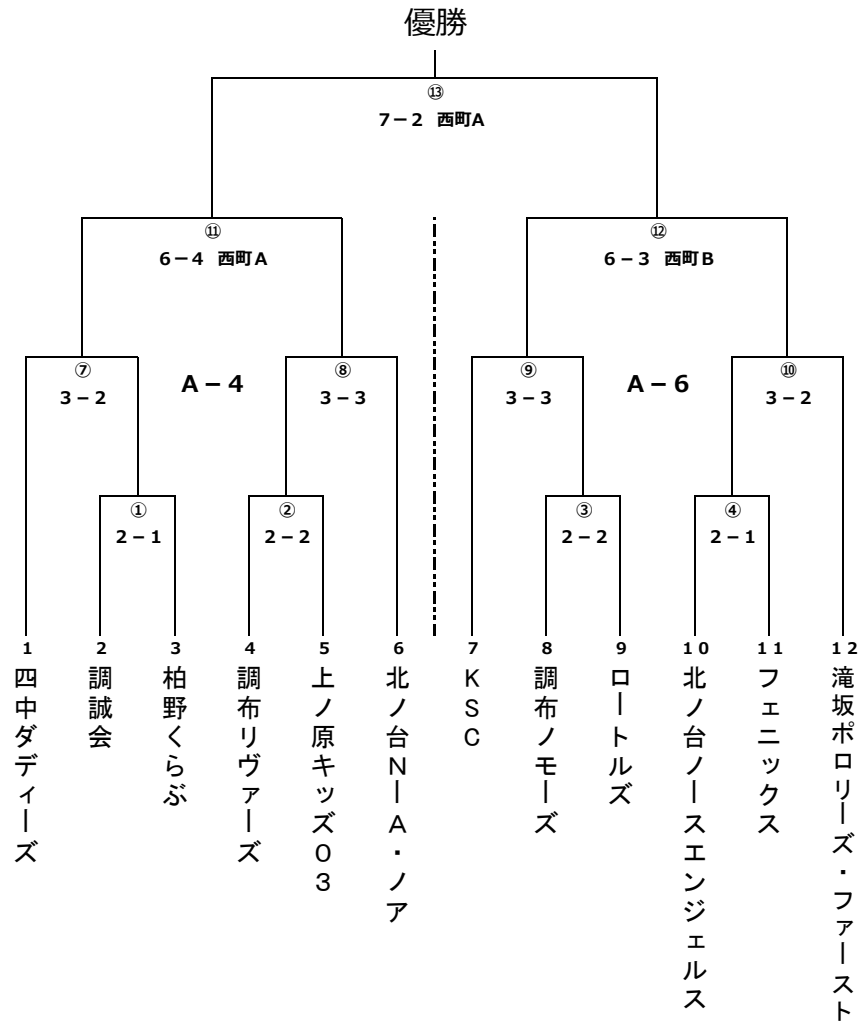 優勝
⑬
7－2 西町A
⑪
6－4 西町A
⑫
6－3 西町B
⑦
3－2
A－4
⑧
3－3
⑨
3－3
A－6
⑩
3－2
①
2－1
②
2－2
③
2－2
④
2－1
1
四中ダディーズ
2
調誠会
3
柏野くらぶ
4
調布リヴァーズ
5
上ノ原キッズ０３
6
北ノ台ＮＩＡ・ノア
7
ＫＳＣ
8
調布ノモーズ
9
ロートルズ
10
北ノ台ノースエンジェルス
11
フェニックス
12
滝坂ポロリーズ・ファースト